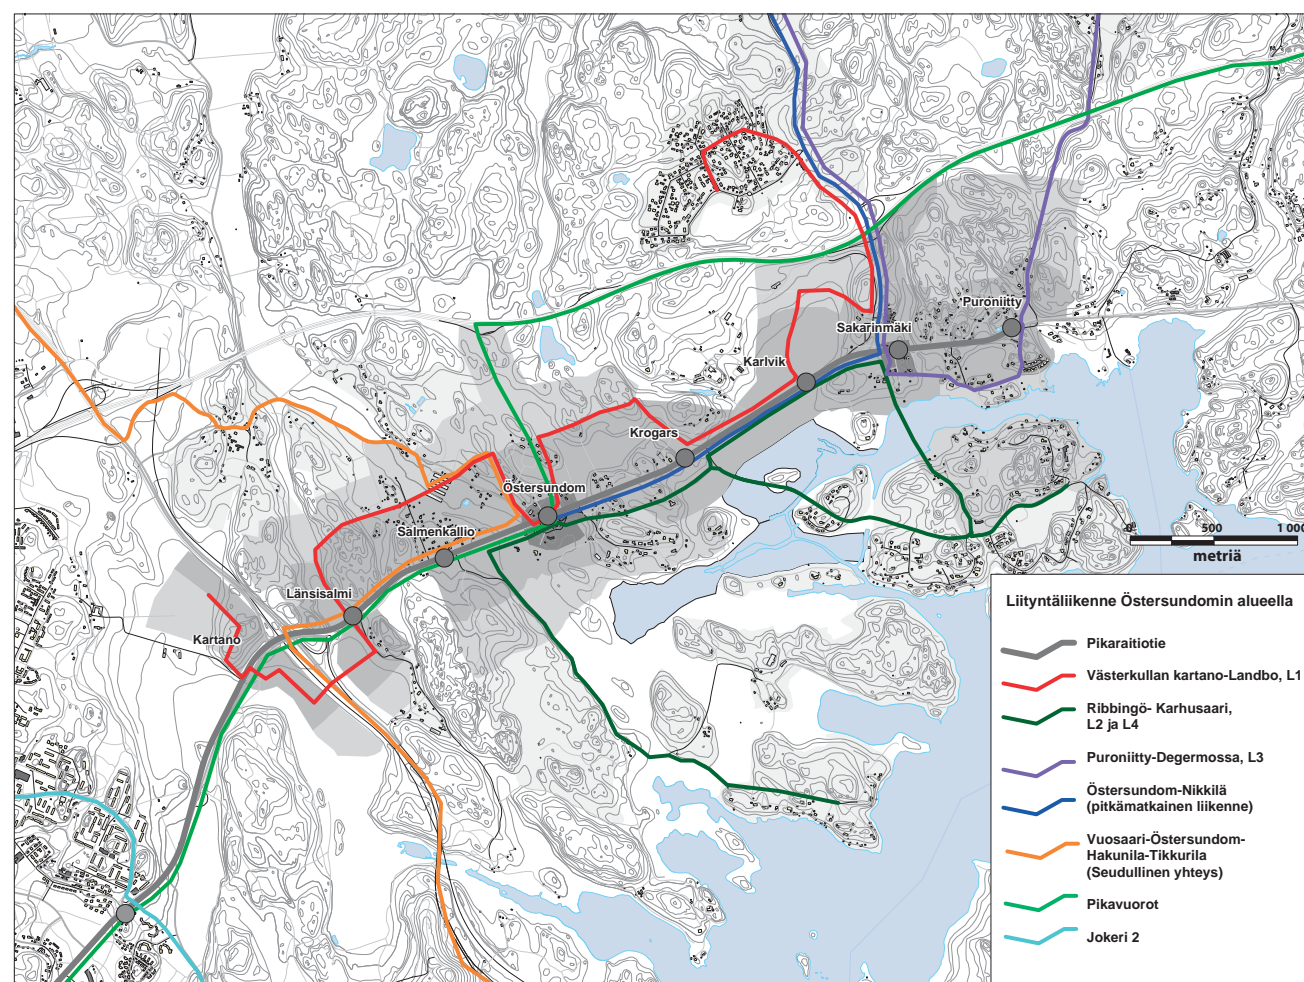 Puroniitty
Sakarinmäki
Karlvik
Krogars
Östersundom
Salmenkallio
Länsisalmi
Kartano
0 500 1 000
metriä
Liityntäliikenne Östersundomin alueella
Pikaraitiotie
Västerkullan kartano-Landbo, L1
Ribbingö- Karhusaari,
L2 ja L4
Puroniitty-Degermossa, L3
Östersundom-Nikkilä
(pitkämatkainen liikenne)
Vuosaari-Östersundom-
Hakunila-Tikkurila
(Seudullinen yhteys)
Pikavuorot
Jokeri 2